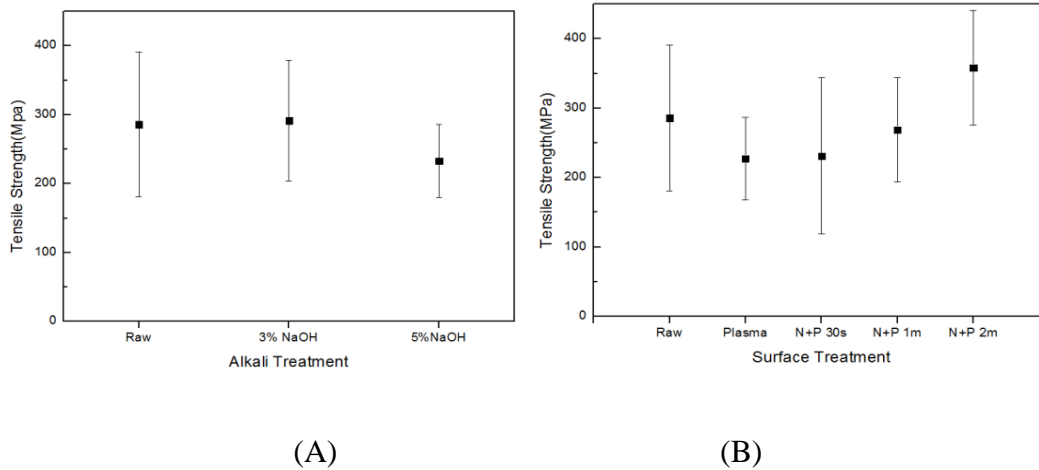 Tensile Strength(Mpa)
400
300
200
100
0
Raw
3% NaOH
5%NaOH
Alkali Treatment
(A)
Tensile Strength(MPa)
400
300
200
100
0
Raw
Plasma
N+P 30s
N+P 1m
N+P 2m
Surface Treatment
(B)